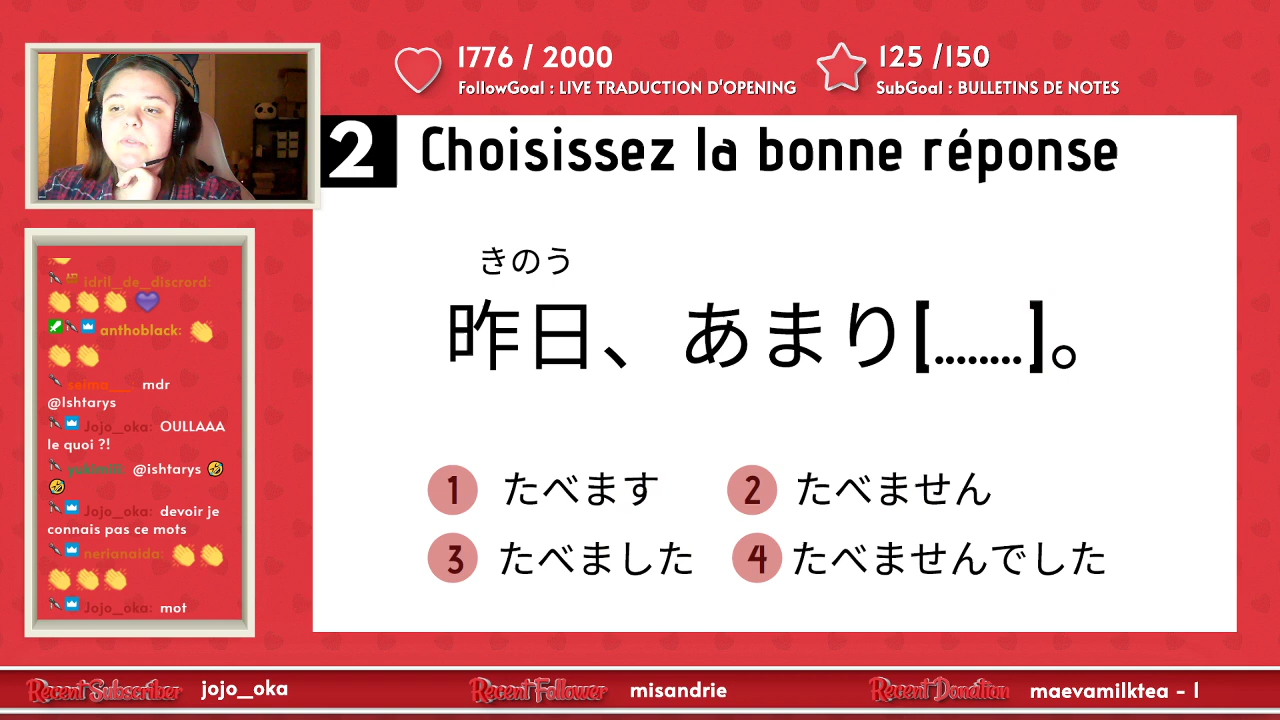 1776 / 2000
FollowGoal : LIVE TRADUCTION D'OPENING
125 /150
SubGoal : BULLETINS DE NOTES
2 Choisissez la bonne réponse
きのう
昨日、あまり[........]。
1 たべます
2 たべません
3 たべました
4 たべませんでした
idril_de_discrord:
anthoblack:
seima___: mdr
@Ishtarys
Jojo_oka: OULLAAA
le quoi ?!
yukimiii: @ishtarys
Jojo_oka: devoir je
connais pas ce mots
nerianaida:
Jojo_oka: mot
Recent Subscriber jojo_oka
Recent Follower misandrie
Recent Donation maevamilktea - 1